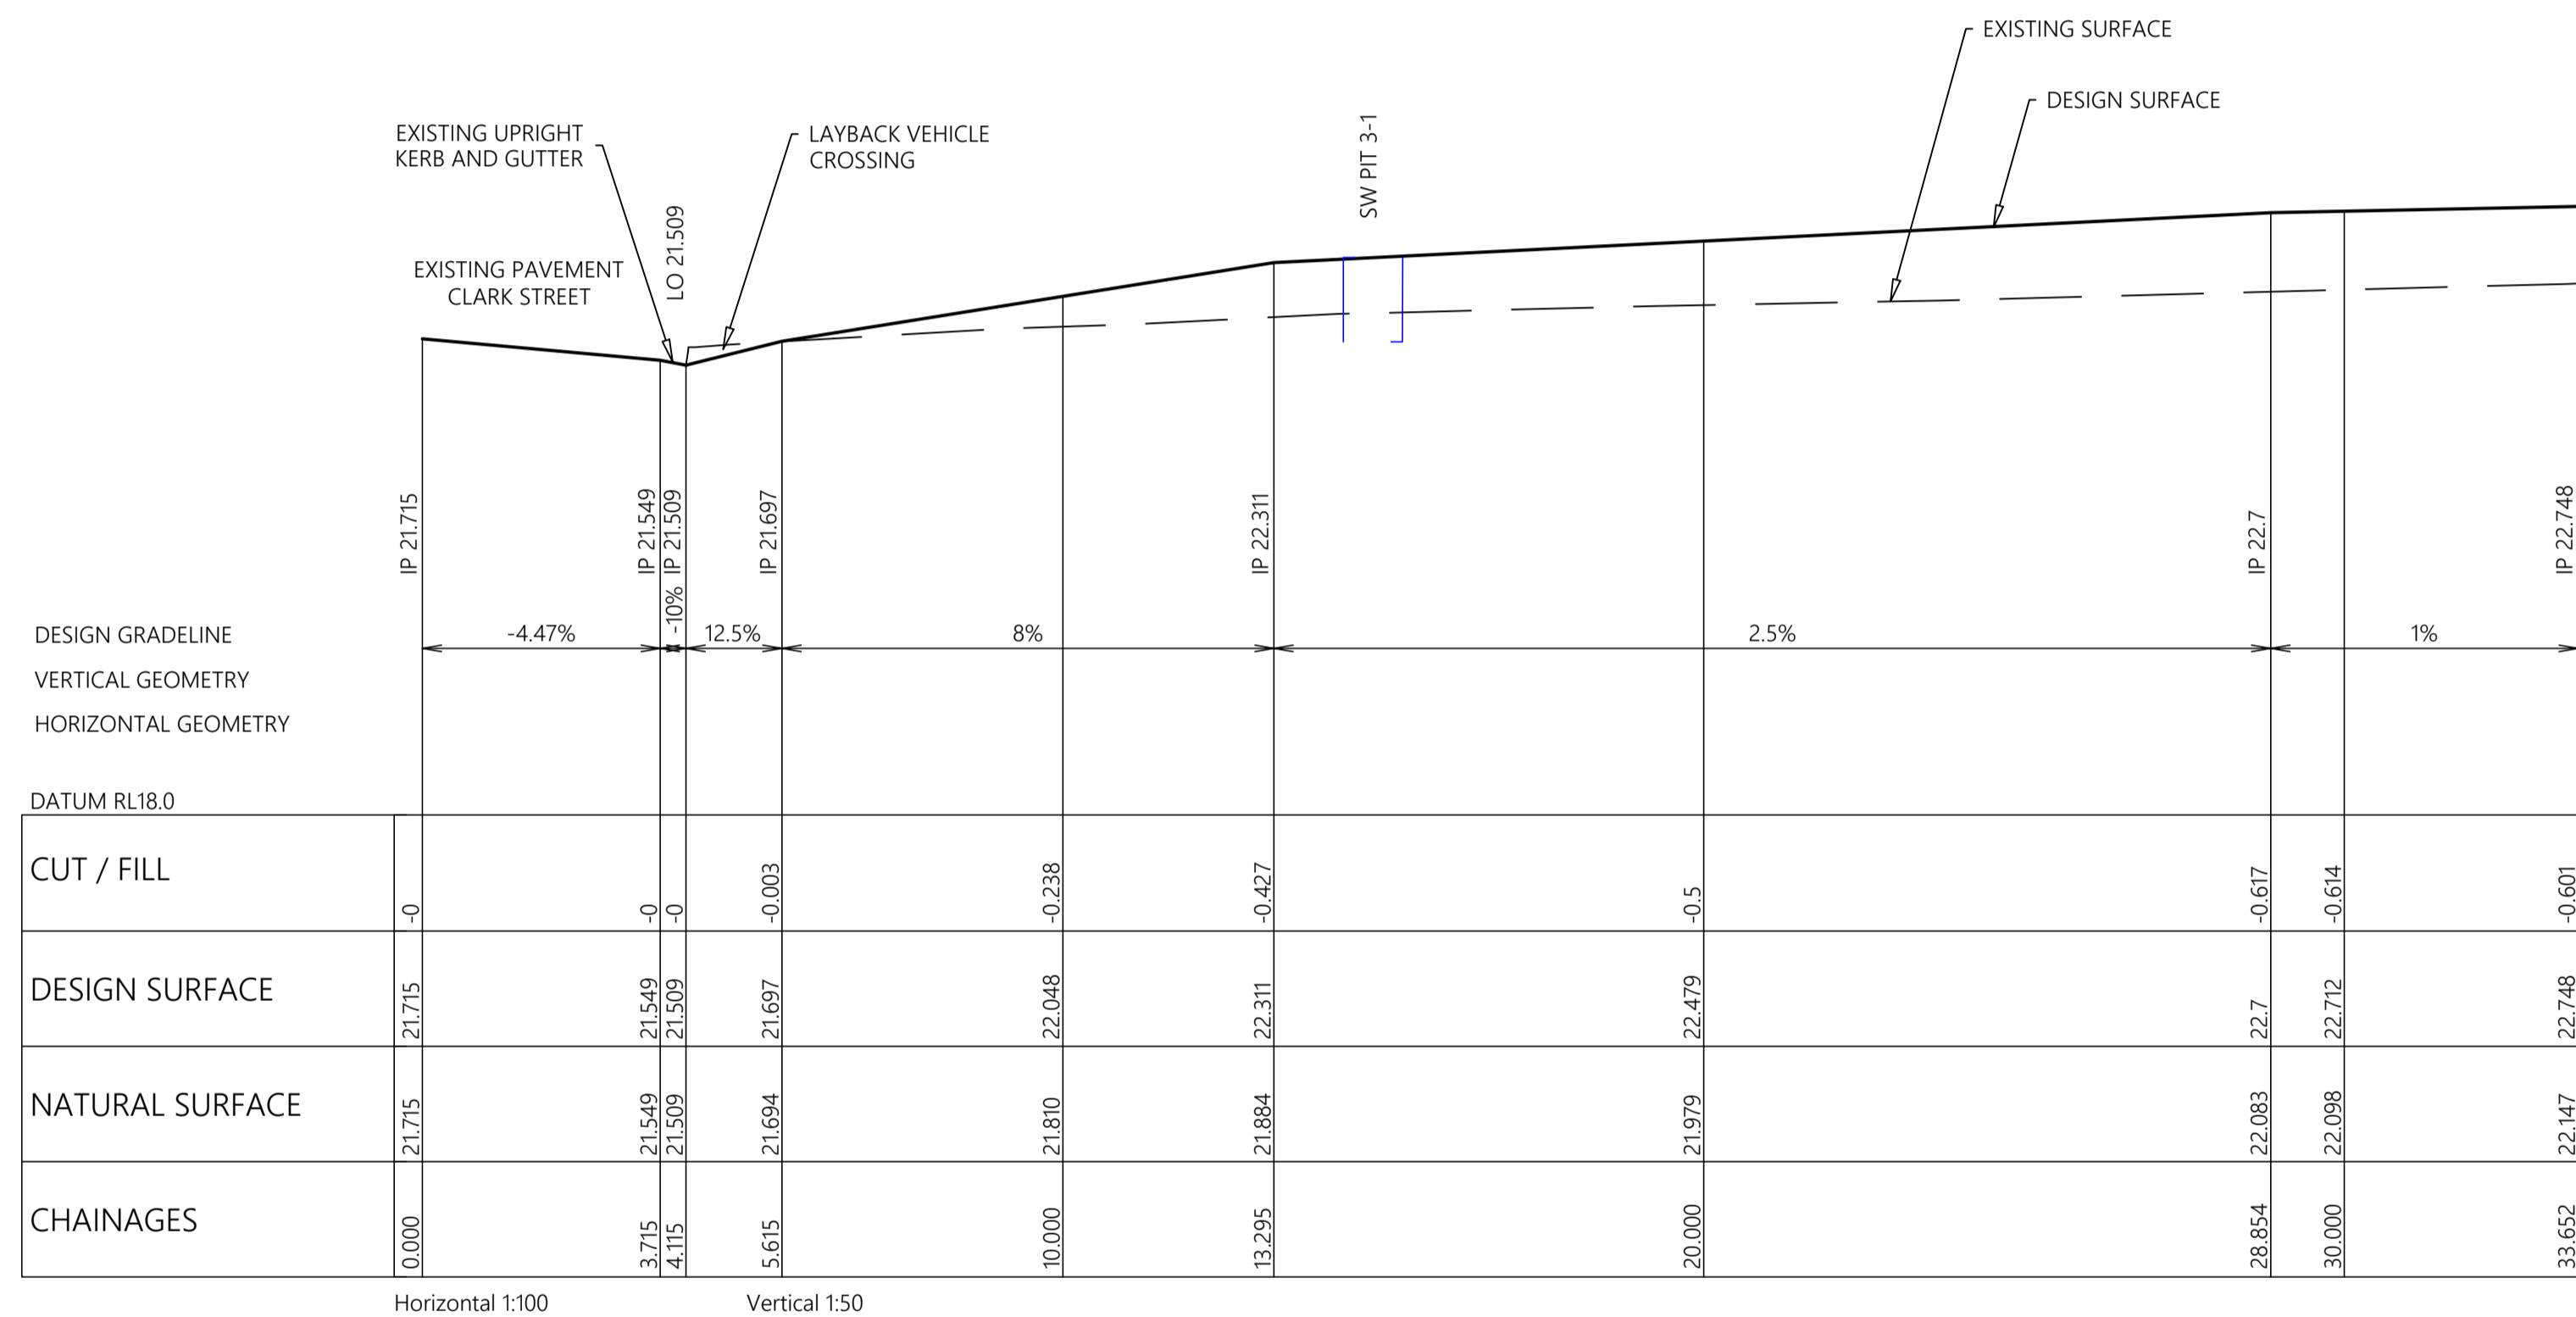 EXISTING SURFACE
DESIGN SURFACE
EXISTING UPRIGHT
KERB AND GUTTER
LAYBACK VEHICLE
CROSSING
SW PIT 3-1
LO 21.509
EXISTING PAVEMENT
CLARK STREET
IP 21.715
IP 21.549
IP 21.509
IP 21.697
IP 22.311
IP 22.7
IP 22.748
DESIGN GRADELINE
-4.47%
-10%
12.5%
8%
2.5%
1%
VERTICAL GEOMETRY
HORIZONTAL GEOMETRY
DATUM RL18.0
CUT / FILL
-0
-0
-0
-0.003
-0.238
-0.427
-0.5
-0.617
-0.614
-0.601
DESIGN SURFACE
21.715
21.549
21.509
21.697
22.048
22.311
22.479
22.7
22.712
22.748
NATURAL SURFACE
21.715
21.549
21.509
21.694
21.810
21.884
21.979
22.083
22.098
22.147
CHAINAGES
0.000
3.715
4.115
5.615
10.000
13.295
20.000
28.854
30.000
33.652
Horizontal 1:100
Vertical 1:50